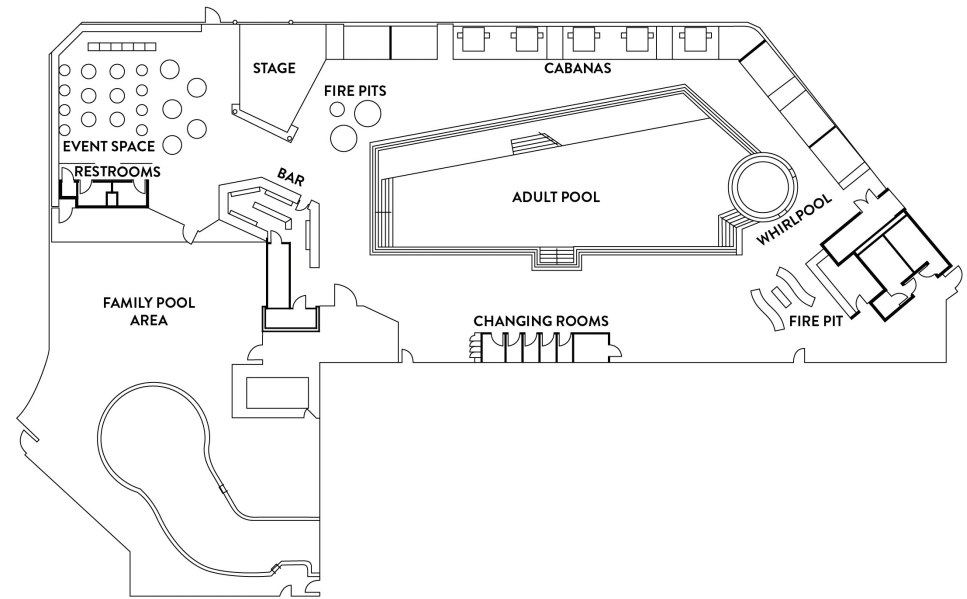 STAGE
CABANAS
FIRE PITS
EVENT SPACE
RESTROOMS
BAR
ADULT POOL
WHIRLPOOL
FAMILY POOL
AREA
CHANGING ROOMS
FIRE PIT